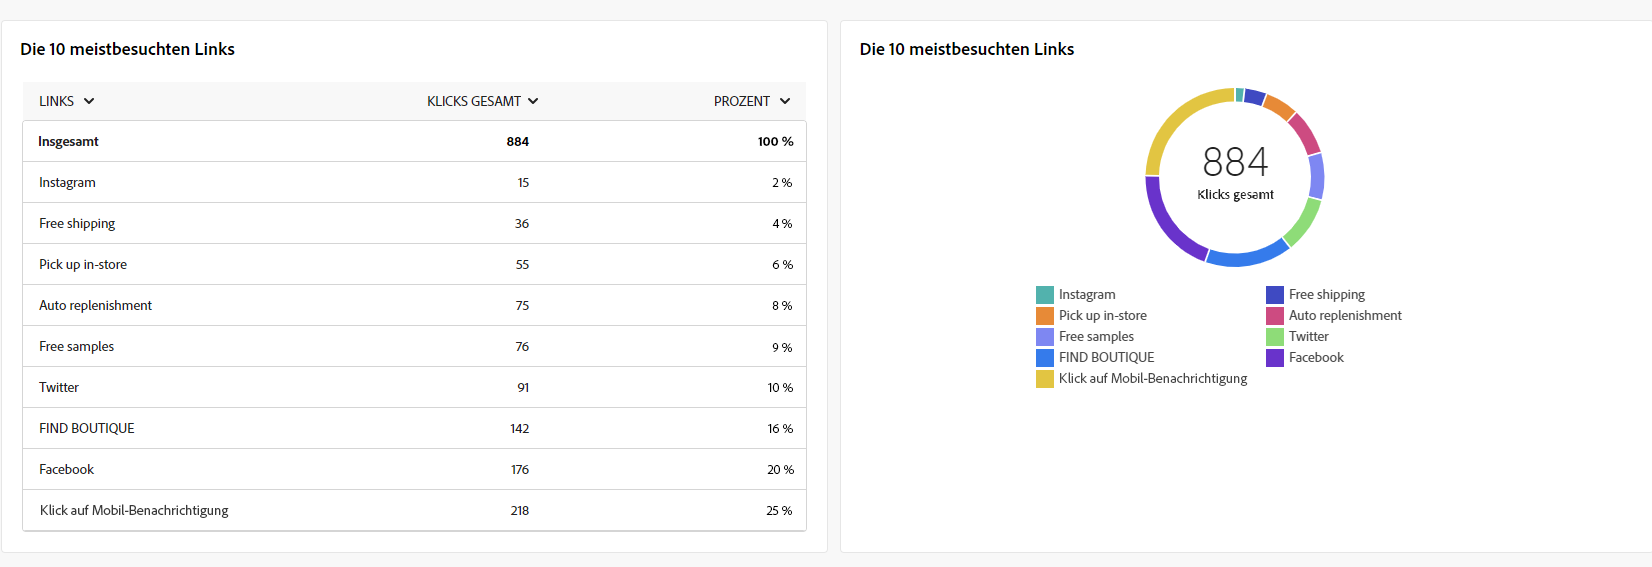 Die 10 meistbesuchten Links
LINKS KLICKS GESAMT PROZENT
Insgesamt 884 100 %
Instagram 15 2 %
Free shipping 36 4 %
Pick up in-store 55 6 %
Auto replenishment 75 8 %
Free samples 76 9 %
Twitter 91 10 %
FIND BOUTIQUE 142 16 %
Facebook 176 20 %
Klick auf Mobil-Benachrichtigung 218 25 %
Die 10 meistbesuchten Links
884
Klicks gesamt
Instagram Free shipping
Pick up in-store Auto replenishment
Free samples Twitter
FIND BOUTIQUE Facebook
Klick auf Mobil-Benachrichtigung